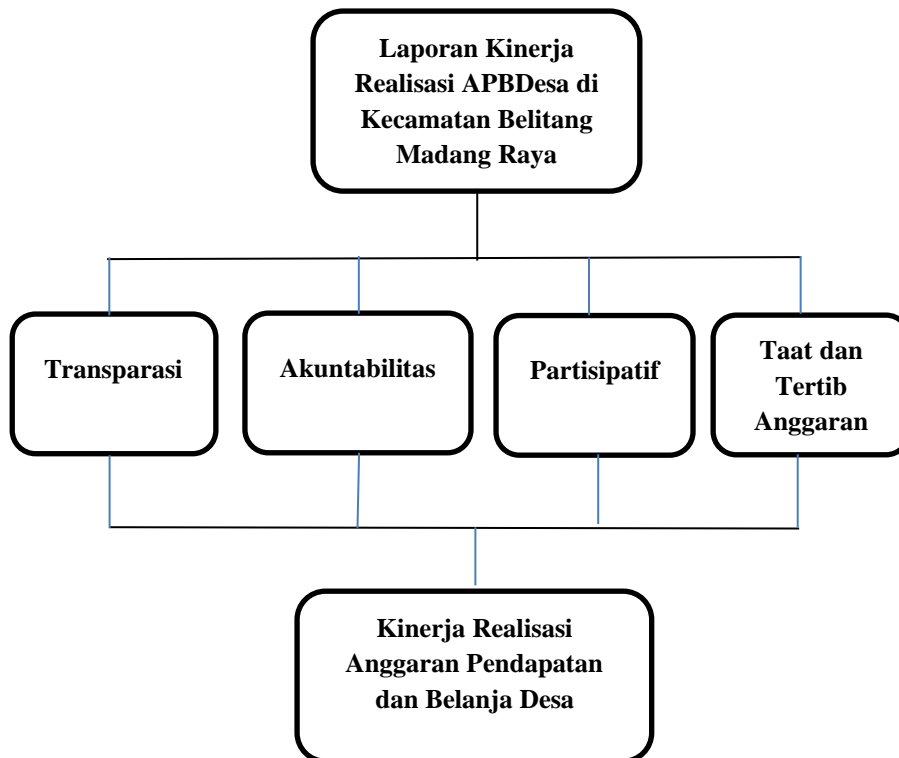 Laporan Kinerja
Realisasi APBDesa di
Kecamatan Belitang
Madang Raya
Transparasi
Akuntabilitas
Partisipatif
Taat dan
Tertib
Anggaran
Kinerja Realisasi
Anggaran Pendapatan
dan Belanja Desa